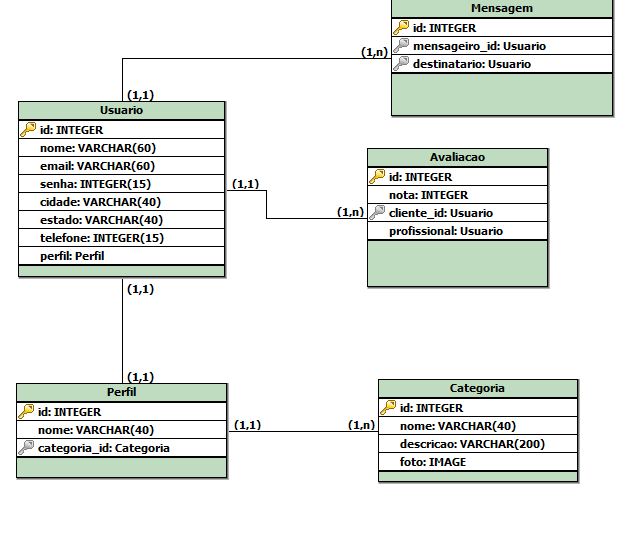 Mensagem
id: INTEGER
mensageiro_id: Usuario
destinatario: Usuario
(1,n)
(1,1)
Usuario
id: INTEGER
nome: VARCHAR(60)
email: VARCHAR(60)
senha: INTEGER(15)
cidade: VARCHAR(40)
estado: VARCHAR(40)
telefone: INTEGER(15)
perfil: Perfil
(1,1)
(1,n)
Avaliacao
id: INTEGER
nota: INTEGER
cliente_id: Usuario
profissional: Usuario
(1,1)
(1,1)
Perfil
id: INTEGER
nome: VARCHAR(40)
categoria_id: Categoria
(1,1)
(1,n)
Categoria
id: INTEGER
nome: VARCHAR(40)
descricao: VARCHAR(200)
foto: IMAGE